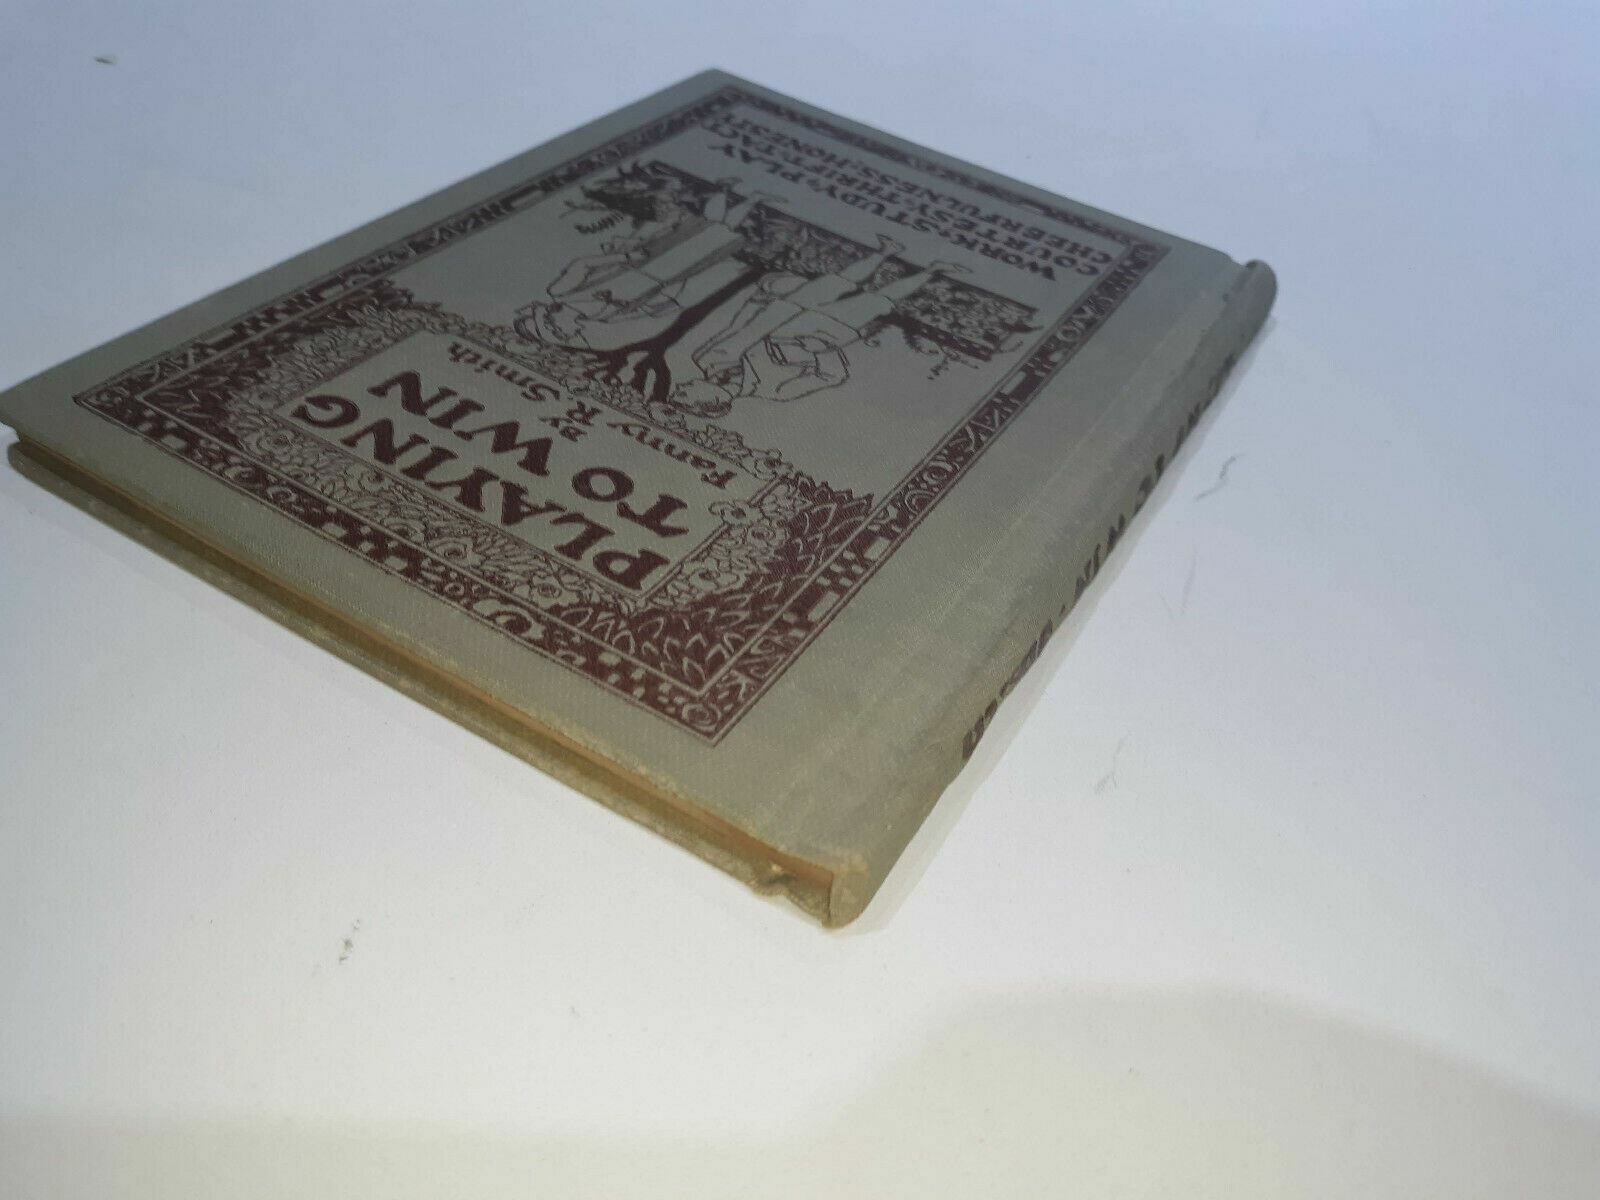 PLAYING
TO WIN
BY
Fanny R Smith
WORK:STUDY:PLAY
COURTESY:THRIFT:TACT
CHEERFULNESS:HONESTY